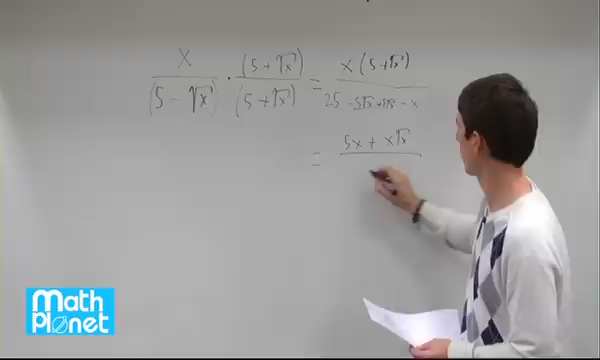 x/(5 - √x) · (5 + √x)/(5 + √x) = x(5 + √x)/25 - 5√x + 5√x - x
= 5x + x√x
Math Planet